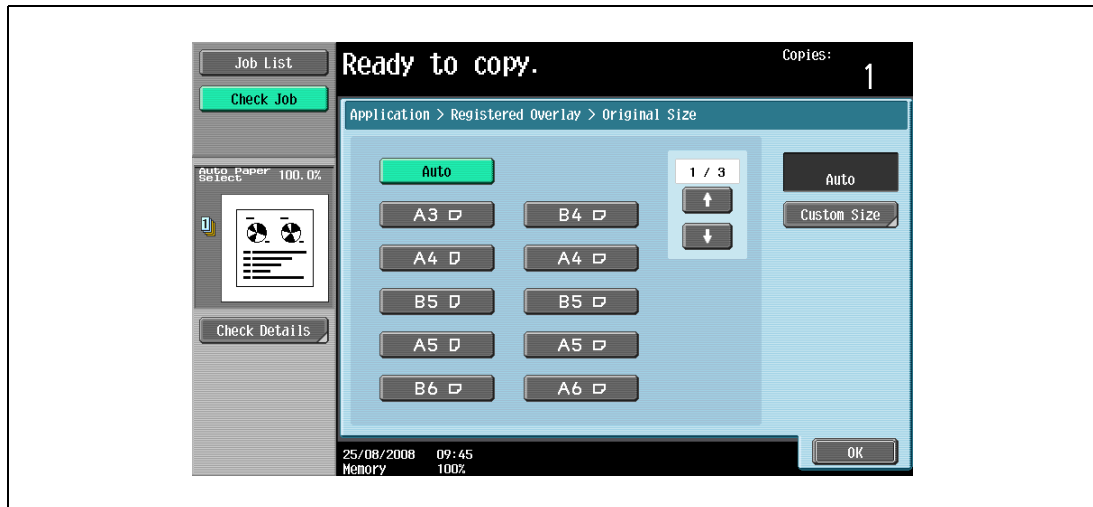 Job List
Check Job
Auto Paper
Select
100.0%
1
Check Details
Ready to copy.
Copies:
1
Application > Registered Overlay > Original Size
Auto
A3
B4
A4
A4
B5
B5
A5
A5
B6
A6
1 / 3
Auto
Custom Size
25/08/2008 09:45
Memory 100%
OK